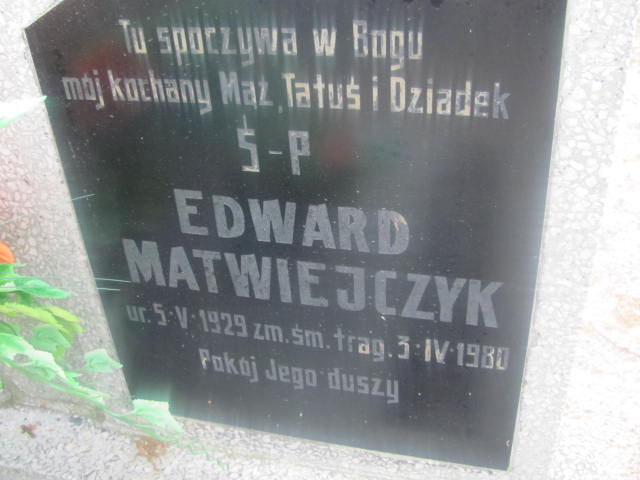 Tu spoczywa w Bogu
mój kochany Mąż, Tatuś i Dziadek
Ś-P
EDWARD
MATWIEJCZYK
ur. 5·V·1929 zm. śm. trag. 3·IV·1980
Pokój Jego duszy